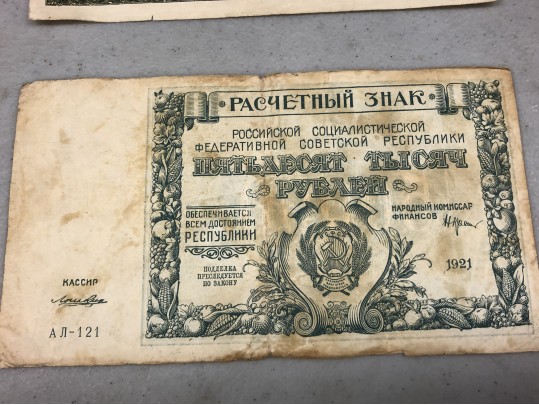 РАСЧЕТНЫЙ ЗНАК
РОССИЙСКОЙ СОЦИАЛИСТИЧЕСКОЙ
ФЕДЕРАТИВНОЙ СОВЕТСКОЙ РЕСПУБЛИКИ
ПЯТЬДЕСЯТ ТЫСЯЧ
РУБЛЕЙ
ОБЕСПЕЧИВАЕТСЯ
ВСЕМ ДОСТОЯНИЕМ
РЕСПУБЛИКИ
НАРОДНЫЙ КОМИССАР
ФИНАНСОВ
ПОДДЕЛКА
ПРЕСЛЕДУЕТСЯ
ПО ЗАКОНУ
1921
КАССИР
АЛ-121